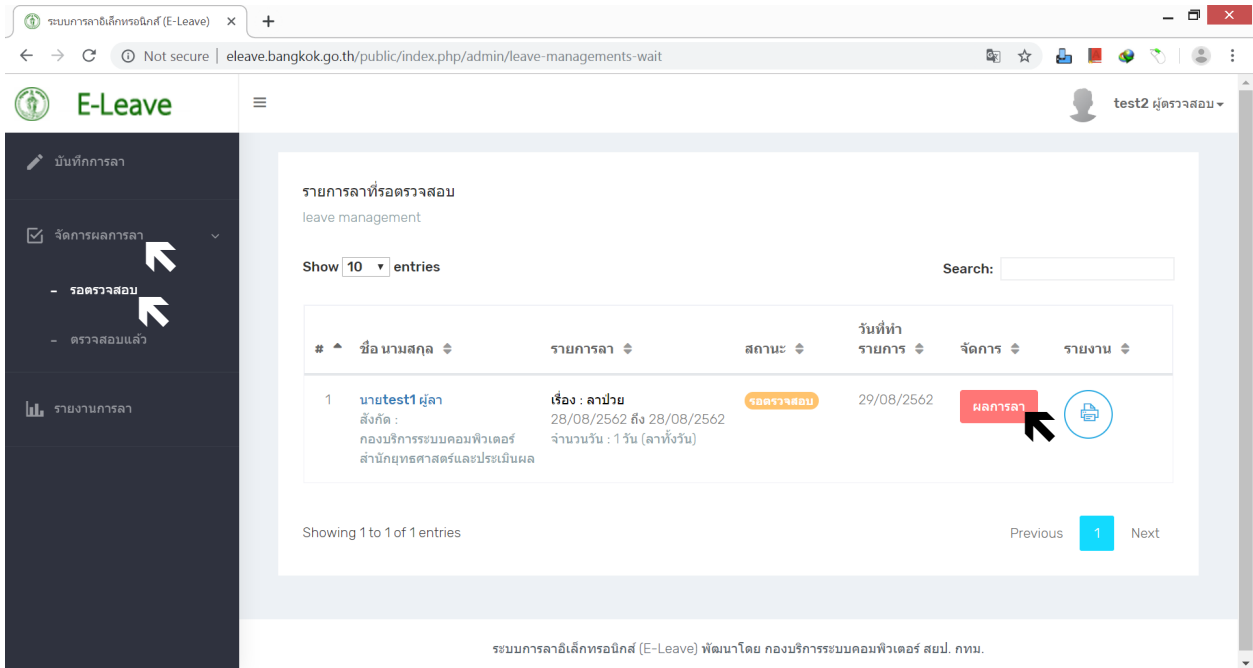 ระบบการลาอิเล็กทรอนิกส์ (E-Leave)
Not secure | eleave.bangkok.go.th/public/index.php/admin/leave-managements-wait
E-Leave
test2 ผู้ตรวจสอบ
บันทึกการลา
จัดการผลการลา
– รอตรวจสอบ
– ตรวจสอบแล้ว
รายงานการลา
รายการลาที่รอตรวจสอบ
leave management
Show 10 entries
Search:
# ชื่อ นามสกุล รายการลา สถานะ วันที่ทำรายการ จัดการ รายงาน
1 นายtest1 ผู้ลา เรื่อง : ลาป่วย รอตรวจสอบ 29/08/2562 ผลการลา
สังกัด : 28/08/2562 ถึง 28/08/2562
กองบริการระบบคอมพิวเตอร์ จำนวนวัน : 1 วัน (ลาทั้งวัน)
สำนักยุทธศาสตร์และประเมินผล
Showing 1 to 1 of 1 entries
Previous 1 Next
ระบบการลาอิเล็กทรอนิกส์ (E-Leave) พัฒนาโดย กองบริการระบบคอมพิวเตอร์ สยป. กทม.